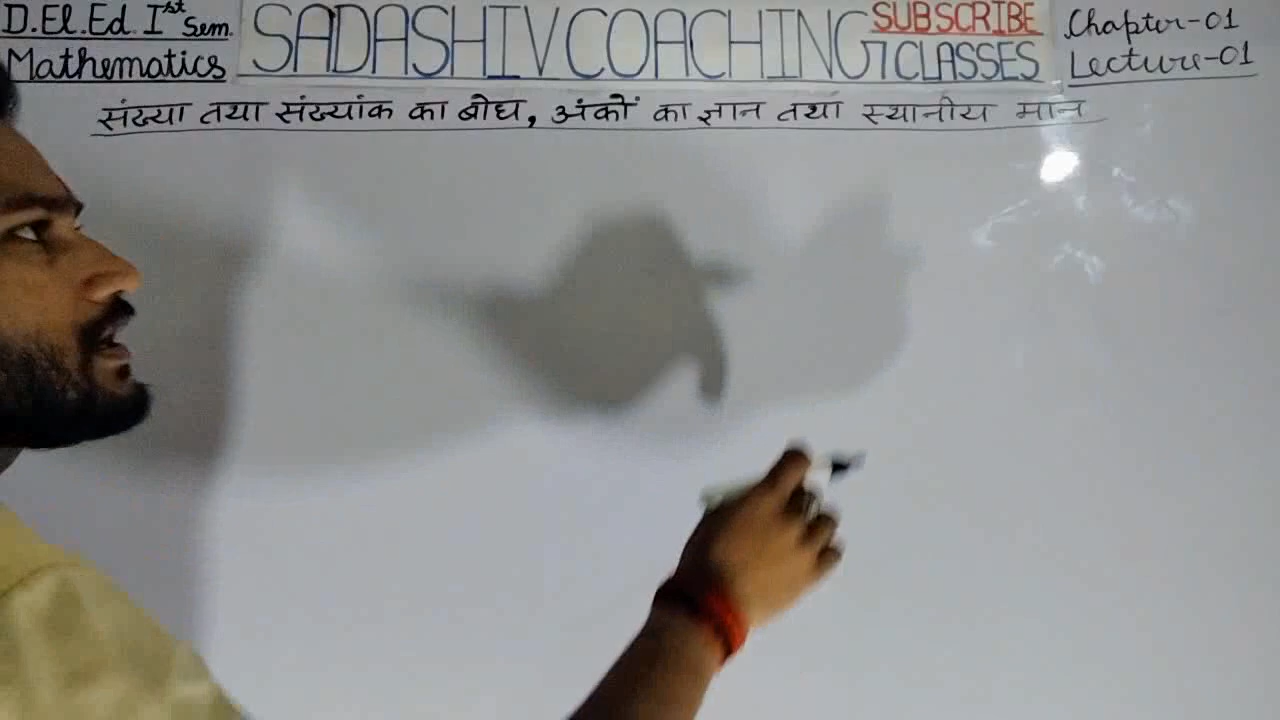 D.El.Ed. Ist Sem.
Mathematics
SADASHIV COACHING CLASSES
SUBSCRIBE
Chapter-01
Lecture-01
संख्या तथा संख्यांक का बोध, अंकों का ज्ञान तथा स्थानीय मान